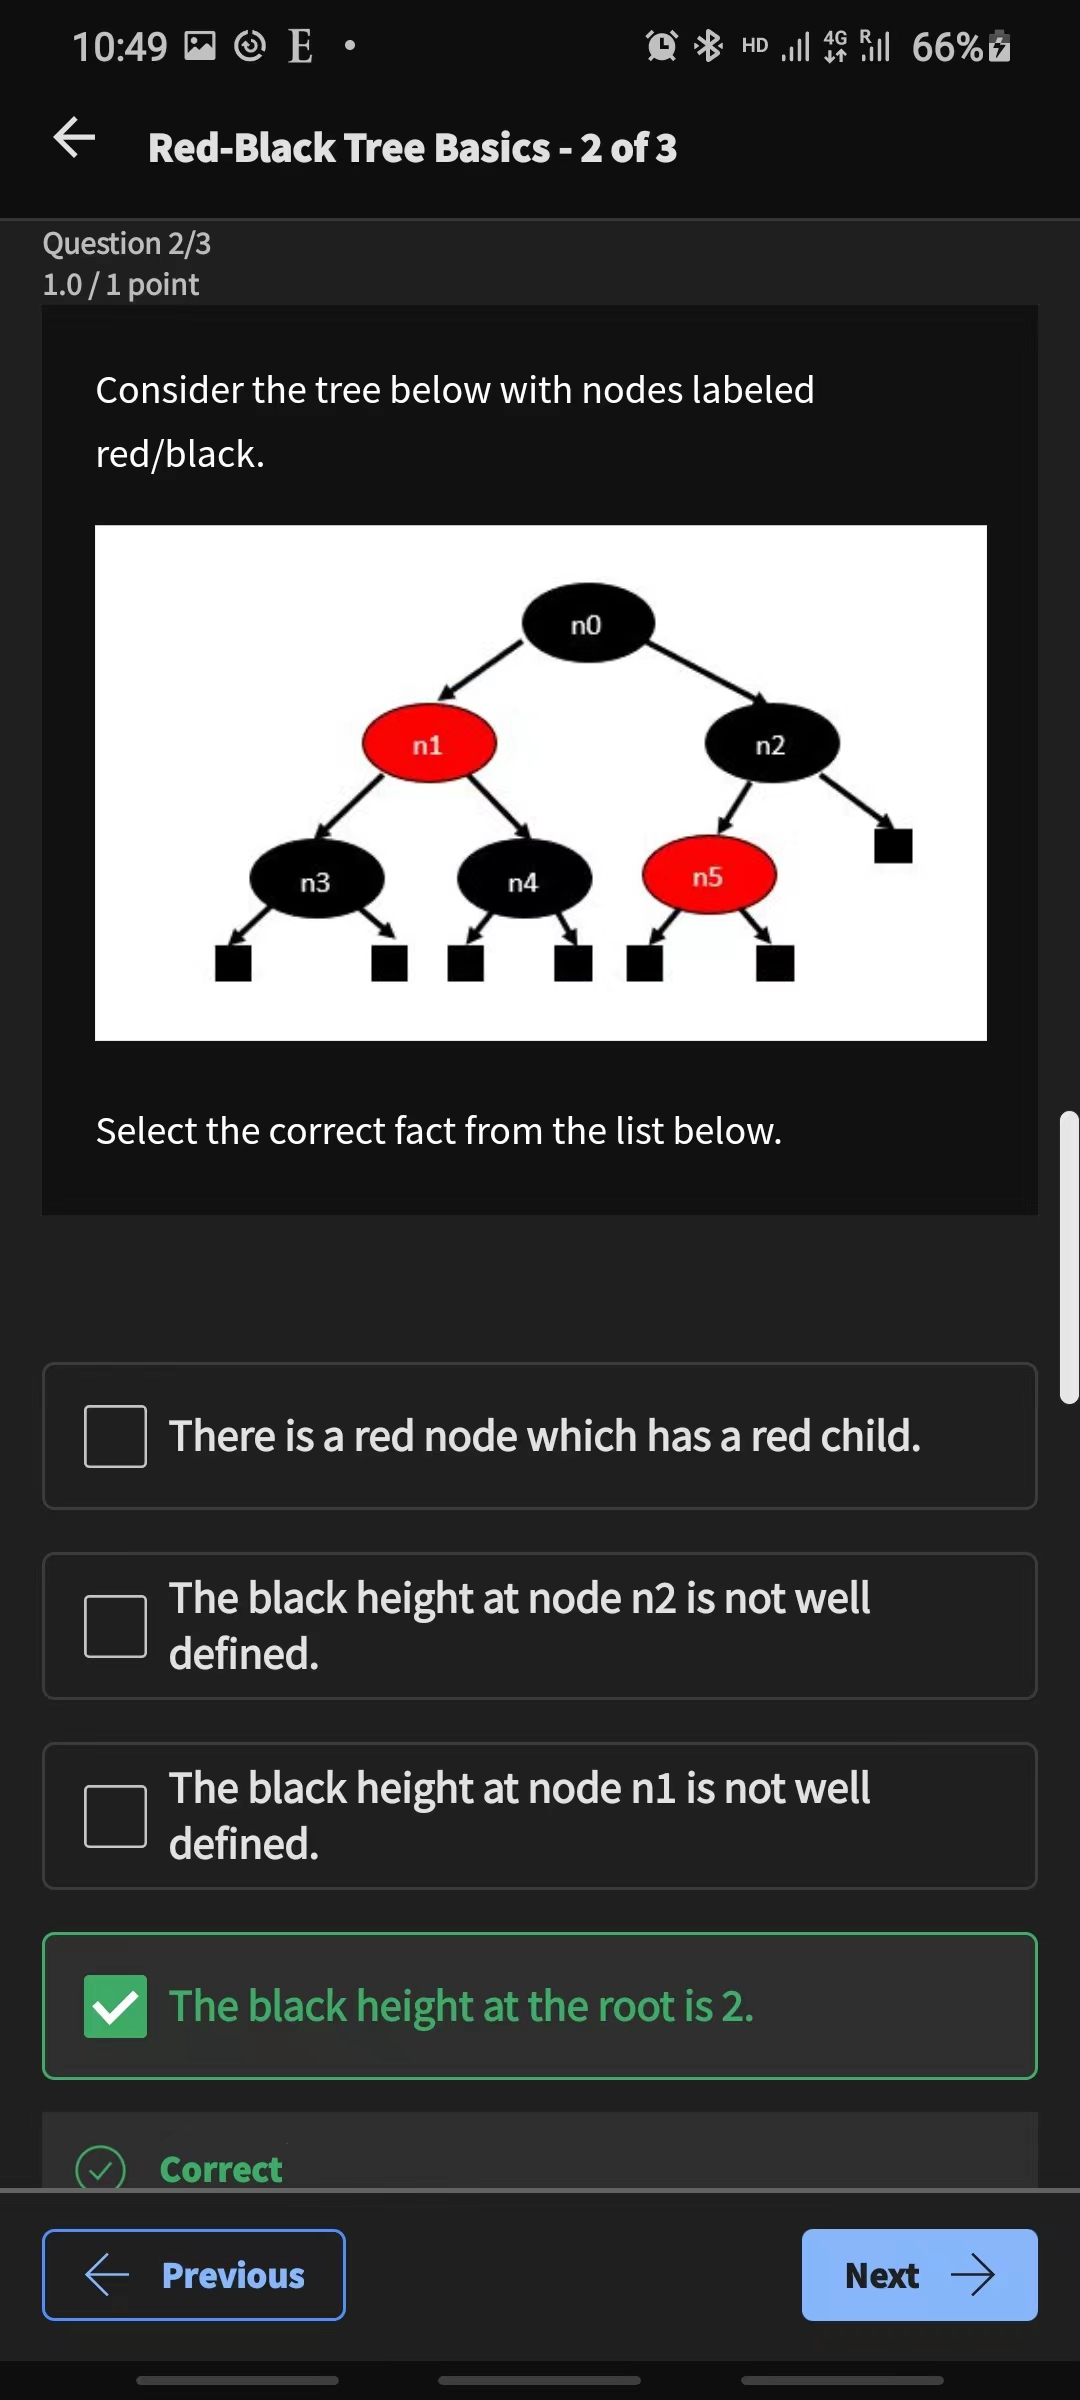 10:49 E HD 4G R 66%
Red-Black Tree Basics - 2 of 3
Question 2/3
1.0 / 1 point
Consider the tree below with nodes labeled
red/black.
n0
n1 n2
n3 n4 n5
Select the correct fact from the list below.
There is a red node which has a red child.
The black height at node n2 is not well
defined.
The black height at node n1 is not well
defined.
The black height at the root is 2.
Correct
Previous Next